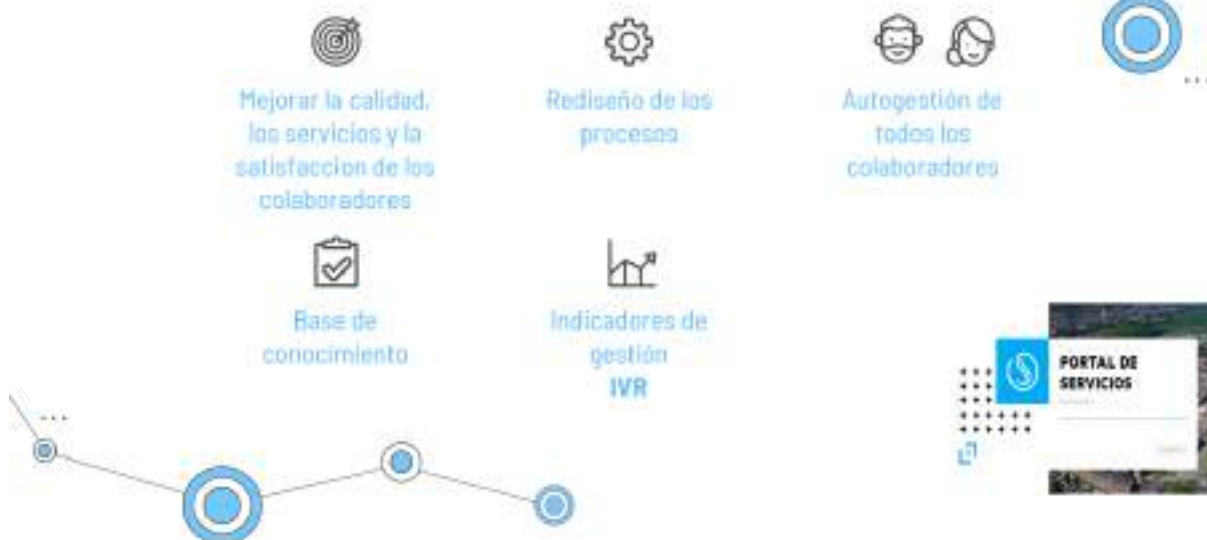 Mejorar la calidad,
los servicios y la
satisfaccion de los
colaboradores
Rediseño de los
procesos
Autogestión de
todos los
colaboradores
Base de
conocimiento
Indicadores de
gestión
IVR
PORTAL DE
SERVICIOS